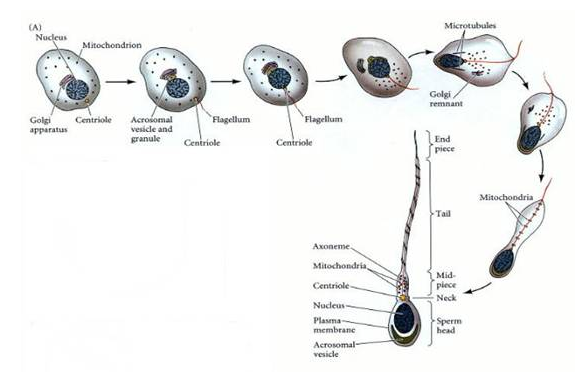 (A)
Nucleus
Mitochondrion
Golgi
apparatus
Centriole
Acrosomal
vesicle and
granule
Flagellum
Centriole
Flagellum
Centriole
Microtubules
Golgi
remnant
Mitochondria
End
piece
Tail
Axoneme
Mitochondria
Mid-
piece
Centriole
Neck
Nucleus
Plasma
membrane
Sperm
head
Acrosomal
vesicle